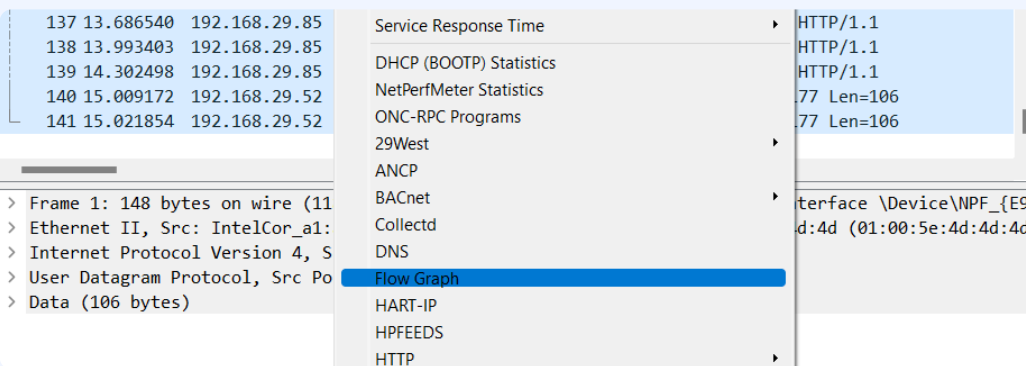 137 13.686540 192.168.29.85
138 13.993403 192.168.29.85
139 14.302498 192.168.29.85
140 15.009172 192.168.29.52
141 15.021854 192.168.29.52
HTTP/1.1
HTTP/1.1
HTTP/1.1
77 Len=106
77 Len=106
Service Response Time
DHCP (BOOTP) Statistics
NetPerfMeter Statistics
ONC-RPC Programs
29West
ANCP
BACnet
Collectd
DNS
Flow Graph
HART-IP
HPFEEDS
HTTP
> Frame 1: 148 bytes on wire (11
> Ethernet II, Src: IntelCor_a1:
> Internet Protocol Version 4, S
> User Datagram Protocol, Src Po
> Data (106 bytes)
terface \Device\NPF_{E9
d:4d (01:00:5e:4d:4d:4d